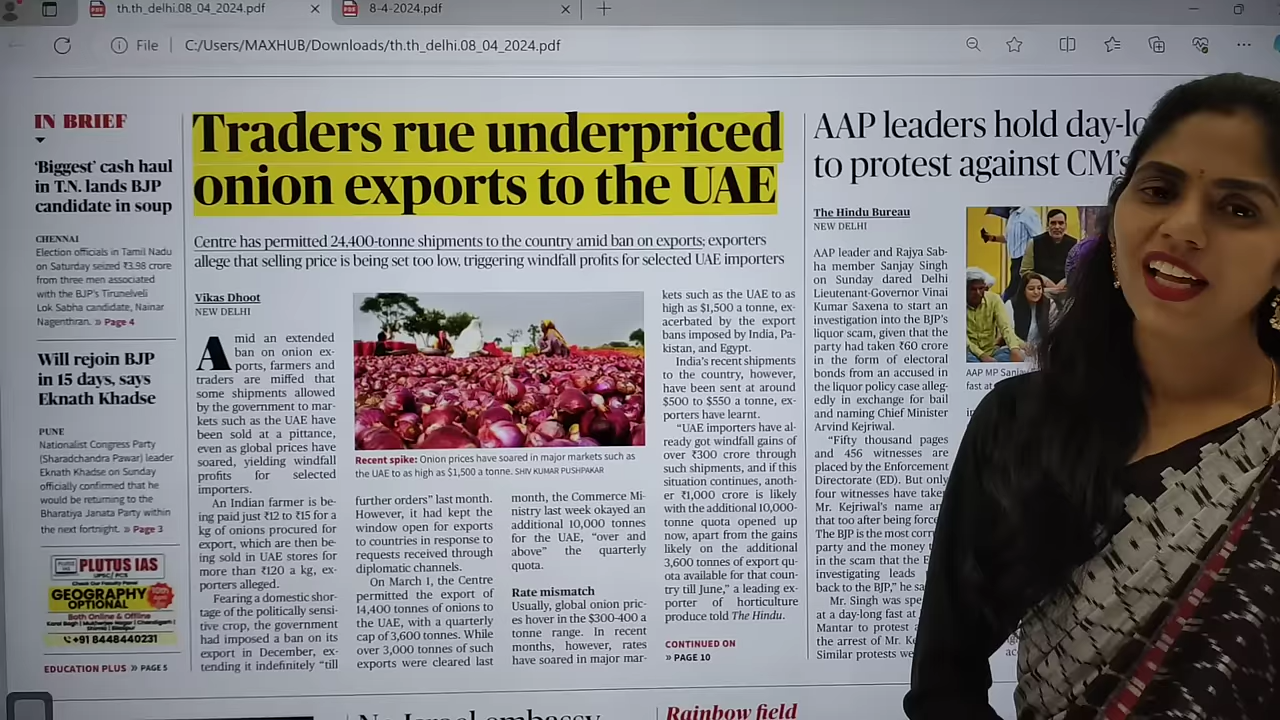 th.th_delhi.08_04_2024.pdf
8-4-2024.pdf
File
C:/Users/MAXHUB/Downloads/th.th_delhi.08_04_2024.pdf
IN BRIEF
‘Biggest’ cash haul
in T.N. lands BJP
candidate in soup
CHENNAI
Election officials in Tamil Nadu
on Saturday seized ₹3.98 crore
from three men associated
with the BJP's Tirunelveli
Lok Sabha candidate, Nainar
Nagenthran. » Page 4
Will rejoin BJP
in 15 days, says
Eknath Khadse
PUNE
Nationalist Congress Party
(Sharadchandra Pawar) leader
Eknath Khadse on Sunday
officially confirmed that he
would be returning to the
Bharatiya Janata Party within
the next fortnight. » Page 3
PLUTUS IAS
UPSC/ PCS
GEOGRAPHY
OPTIONAL
Both Online & Offline
+91 8448440231
EDUCATION PLUS » PAGE 5
Traders rue underpriced
onion exports to the UAE
Centre has permitted 24,400-tonne shipments to the country amid ban on exports; exporters
allege that selling price is being set too low, triggering windfall profits for selected UAE importers
Vikas Dhoot
NEW DELHI
Amid an extended
ban on onion ex-
ports, farmers and
traders are miffed that
some shipments allowed
by the government to mar-
kets such as the UAE have
been sold at a pittance,
even as global prices have
soared, yielding windfall
profits for selected
importers.
An Indian farmer is be-
ing paid just ₹12 to ₹15 for a
kg of onions procured for
export, which are then be-
ing sold in UAE stores for
more than ₹120 a kg, ex-
porters alleged.
Fearing a domestic shor-
tage of the politically sensi-
tive crop, the government
had imposed a ban on its
export in December, ex-
tending it indefinitely “till
Recent spike: Onion prices have soared in major markets such as
the UAE to as high as $1,500 a tonne. SHIV KUMAR PUSHPAKAR
further orders” last month.
However, it had kept the
window open for exports
to countries in response to
requests received through
diplomatic channels.
On March 1, the Centre
permitted the export of
14,400 tonnes of onions to
the UAE, with a quarterly
cap of 3,600 tonnes. While
over 3,000 tonnes of such
exports were cleared last
month, the Commerce Mi-
nistry last week okayed an
additional 10,000 tonnes
for the UAE, “over and
above” the quarterly
quota.
Rate mismatch
Usually, global onion pric-
es hover in the $300-400 a
tonne range. In recent
months, however, rates
have soared in major mar-
kets such as the UAE to as
high as $1,500 a tonne, ex-
acerbated by the export
bans imposed by India, Pa-
kistan, and Egypt.
India's recent shipments
to the country, however,
have been sent at around
$500 to $550 a tonne, ex-
porters have learnt.
“UAE importers have al-
ready got windfall gains of
over ₹300 crore through
such shipments, and if this
situation continues, anoth-
er ₹1,000 crore is likely
with the additional 10,000-
tonne quota opened up
now, apart from the gains
likely on the additional
3,600 tonnes of export qu-
ota available for that coun-
try till June,” a leading ex-
porter of horticulture
produce told The Hindu.
CONTINUED ON
» PAGE 10
AAP leaders hold day-lo
to protest against CM's
The Hindu Bureau
NEW DELHI
AAP leader and Rajya Sab-
ha member Sanjay Singh
on Sunday dared Delhi
Lieutenant-Governor Vinai
Kumar Saxena to start an
investigation into the BJP's
liquor scam, given that the
party had taken ₹60 crore
in the form of electoral
bonds from an accused in
the liquor policy case alleg-
edly in exchange for bail
and naming Chief Minister
Arvind Kejriwal.
“Fifty thousand pages
and 456 witnesses are
placed by the Enforcement
Directorate (ED). But only
four witnesses have taken
Mr. Kejriwal's name an
that too after being force
The BJP is the most corr
party and the money t
in the scam that the E
investigating leads
back to the BJP,” he sa
Mr. Singh was spe
at a day-long fast at
Mantar to protest a
the arrest of Mr. Ke
Similar protests we
AAP MP Sanja
fast at
Rainbow field